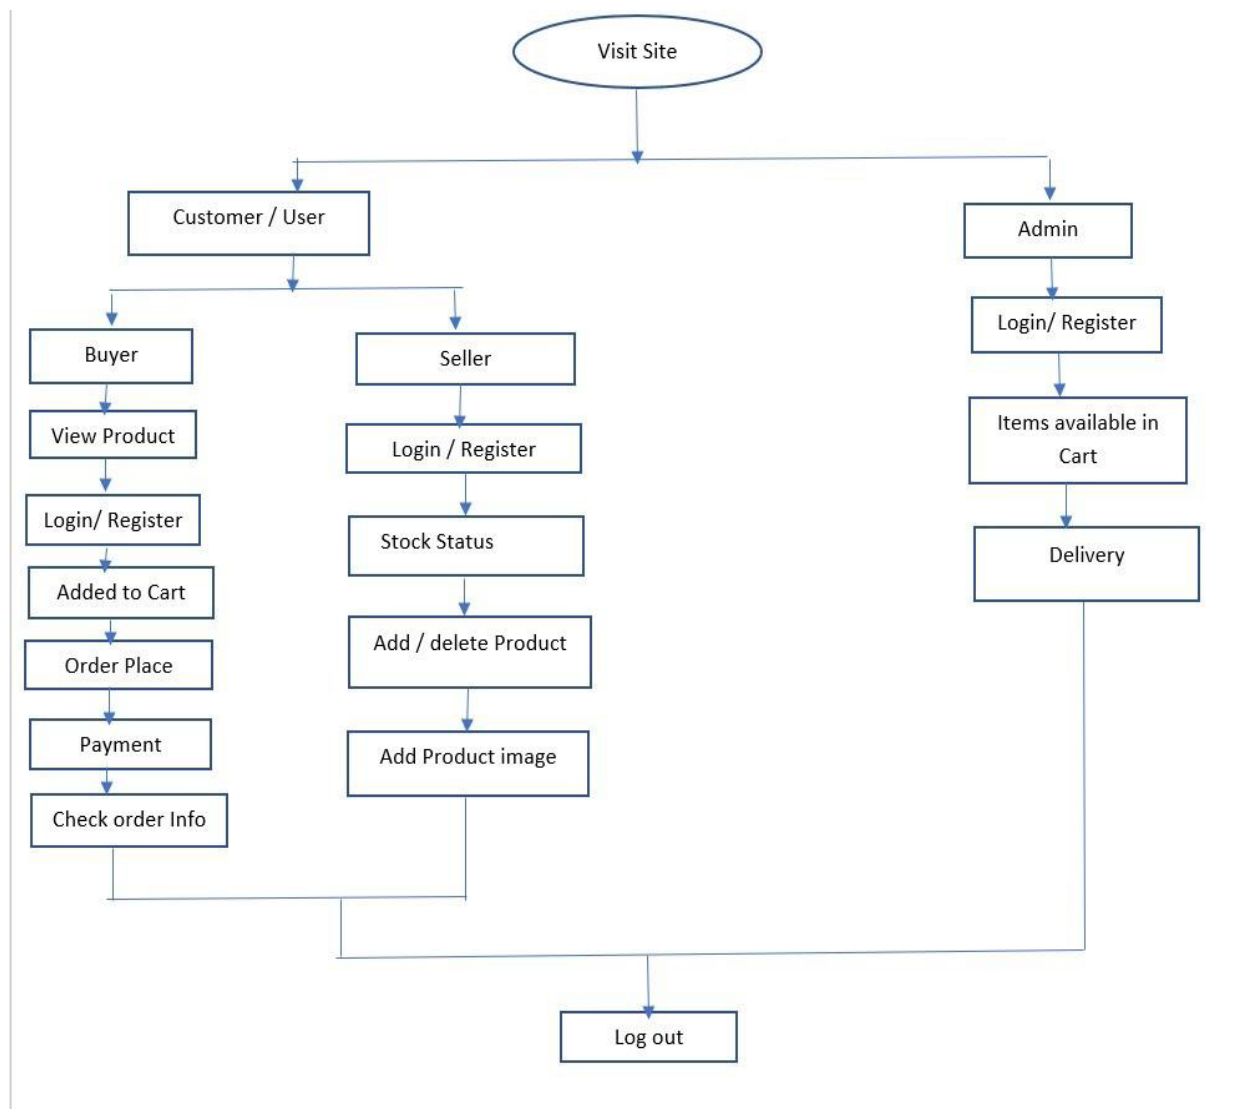 Visit Site
Customer / User
Admin
Buyer
View Product
Login/ Register
Added to Cart
Order Place
Payment
Check order Info
Seller
Login / Register
Stock Status
Add / delete Product
Add Product image
Login/ Register
Items available in
Cart
Delivery
Log out